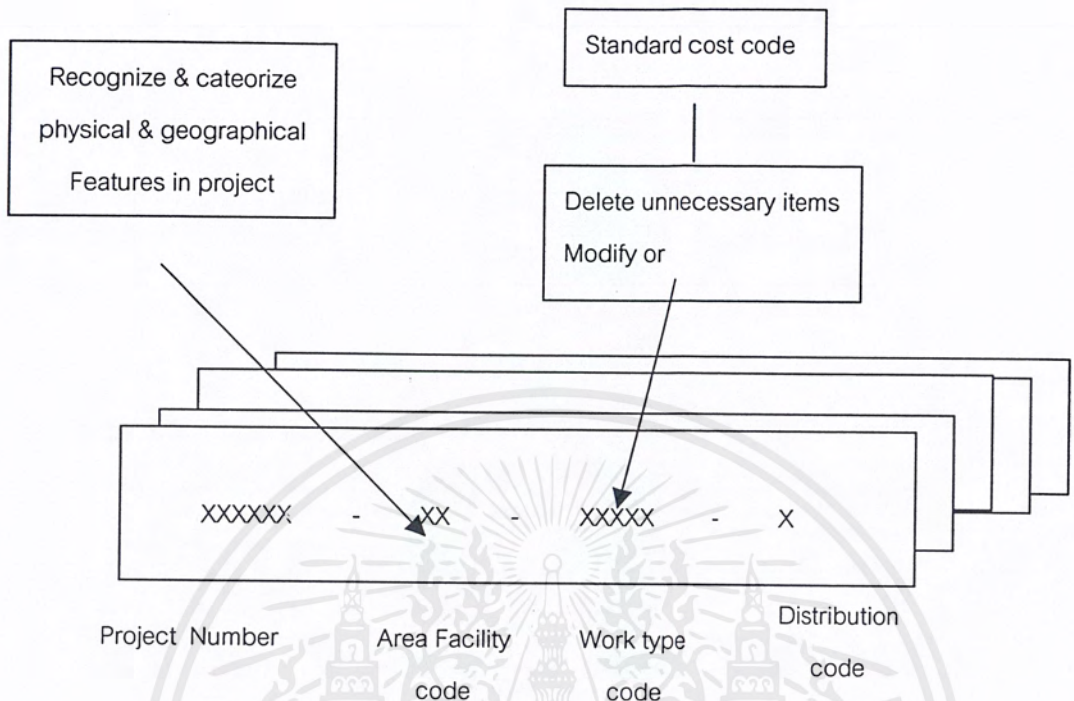 Recognize & cateorize
physical & geographical
Features in project
Standard cost code
Delete unnecessary items
Modify or
XXXXXX - XX - XXXXX - X
Project Number
Area Facility
code
Work type
code
Distribution
code